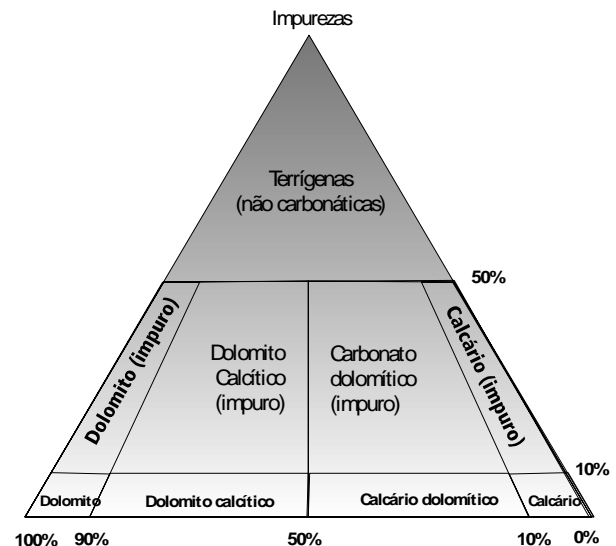 Impurezas
Terrígenas
(não carbonáticas)
50%
Dolomito (impuro)
Dolomito
Calcítico
(impuro)
Carbonato
dolomítico
(impuro)
Calcário (impuro)
10%
Dolomito
Dolomito calcítico
Calcário dolomítico
Calcário
100%
90%
50%
10%
0%